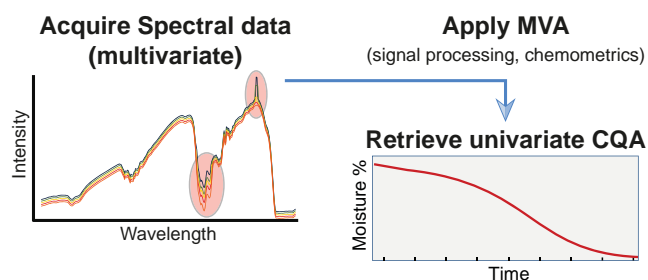 Acquire Spectral data
(multivariate)
Intensity
Wavelength
Apply MVA
(signal processing, chemometrics)
Retrieve univariate CQA
Moisture %
Time